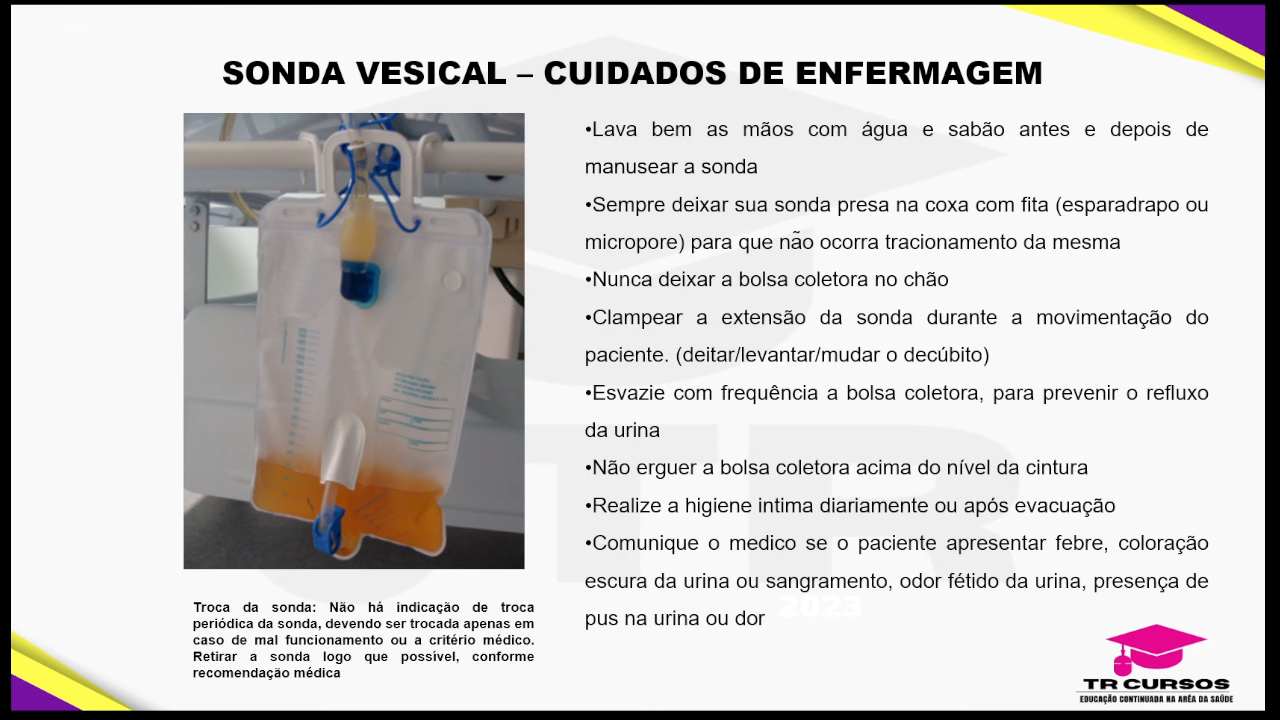 SONDA VESICAL – CUIDADOS DE ENFERMAGEM
•Lava bem as mãos com água e sabão antes e depois de
manusear a sonda
•Sempre deixar sua sonda presa na coxa com fita (esparadrapo ou
micropore) para que não ocorra tracionamento da mesma
•Nunca deixar a bolsa coletora no chão
•Clampear a extensão da sonda durante a movimentação do
paciente. (deitar/levantar/mudar o decúbito)
•Esvazie com frequência a bolsa coletora, para prevenir o refluxo
da urina
•Não erguer a bolsa coletora acima do nível da cintura
•Realize a higiene intima diariamente ou após evacuação
•Comunique o medico se o paciente apresentar febre, coloração
escura da urina ou sangramento, odor fétido da urina, presença de
pus na urina ou dor
Troca da sonda: Não há indicação de troca
periódica da sonda, devendo ser trocada apenas em
caso de mal funcionamento ou a critério médico.
Retirar a sonda logo que possível, conforme
recomendação médica
TR
2023
TR CURSOS
EDUCAÇÃO CONTINUADA NA ARÊA DA SAÚDE